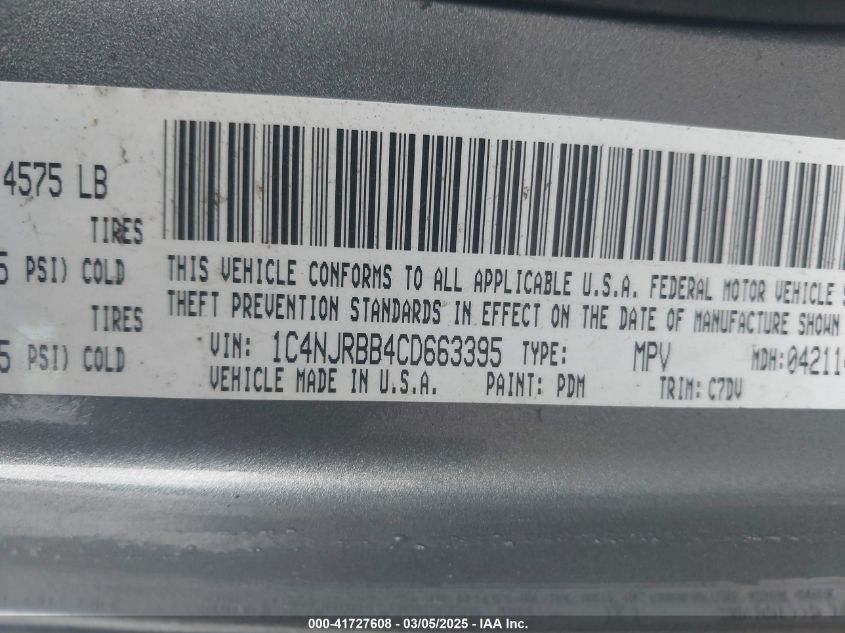 4575 LB
TIRES
5 PSI) COLD
TIRES
5 PSI) COLD
THIS VEHICLE CONFORMS TO ALL APPLICABLE U.S.A. FEDERAL MOTOR VEHICLE S
THEFT PREVENTION STANDARDS IN EFFECT ON THE DATE OF MANUFACTURE SHOWN
VIN: 1C4NJRBB4CD663395 TYPE: MPV MDH:042114
VEHICLE MADE IN U.S.A. PAINT: PDM TRIM: C7DV
000-41727608 - 03/05/2025 - IAA Inc.